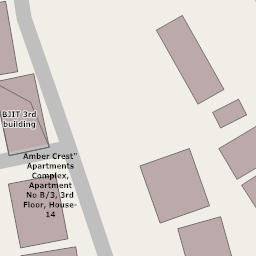 BJIT 3rd
building
Amber Crest"
Apartments
Complex,
Apartment
No B/3, 3rd
Floor, House-
14